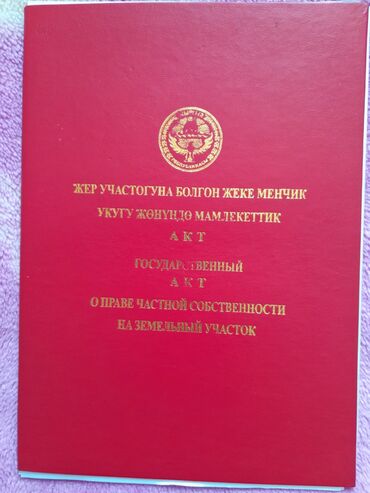 ЖЕР УЧАСТОГУНА БОЛГОН ЖЕКЕ МЕНЧИК
УКУГУ ЖӨНҮНДӨ МАМЛЕКЕТТИК
АКТ
ГОСУДАРСТВЕННЫЙ
АКТ
О ПРАВЕ ЧАСТНОЙ СОБСТВЕННОСТИ
НА ЗЕМЕЛЬНЫЙ УЧАСТОК